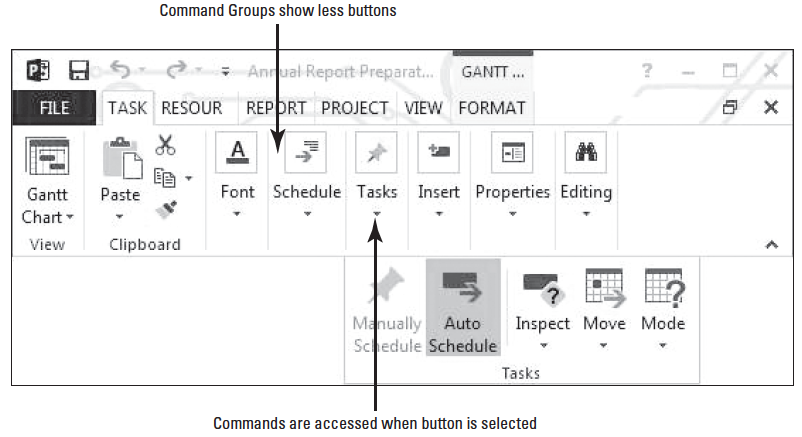 Command Groups show less buttons
Annual Report Preparat... GANTT ... ?
FILE TASK RESOUR REPORT PROJECT VIEW FORMAT
Gantt
Chart
Paste
A
Font
Schedule
Tasks
Insert
Properties
Editing
View
Clipboard
Manually
Schedule
Auto
Schedule
Inspect
Move
Mode
Tasks
Commands are accessed when button is selected